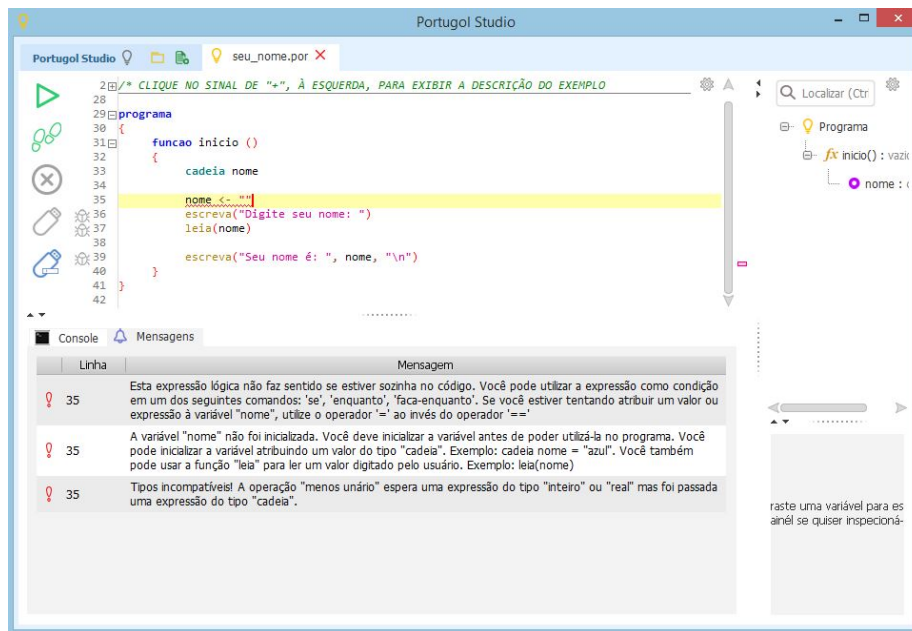 Portugol Studio
Portugol Studio seu_nome.por
2 /* CLIQUE NO SINAL DE "+", À ESQUERDA, PARA EXIBIR A DESCRIÇÃO DO EXEMPLO
28
29 programa
30 {
31 funcao inicio ()
32 {
33 cadeia nome
34
35 nome <- ""
36 escreva("Digite seu nome: ")
37 leia(nome)
38
39 escreva("Seu nome é: ", nome, "\n")
40 }
41 }
42
Localizar (Ctr
Programa
fx inicio() : vazio
nome :
Console Mensagens
Linha Mensagem
35 Esta expressão lógica não faz sentido se estiver sozinha no código. Você pode utilizar a expressão como condição
em um dos seguintes comandos: 'se', 'enquanto', 'faca-enquanto'. Se você estiver tentando atribuir um valor ou
expressão à variável "nome", utilize o operador '=' ao invés do operador '=='
35 A variável "nome" não foi inicializada. Você deve inicializar a variável antes de poder utilizá-la no programa. Você
pode inicializar a variável atribuindo um valor do tipo "cadeia". Exemplo: cadeia nome = "azul". Você também
pode usar a função "leia" para ler um valor digitado pelo usuário. Exemplo: leia(nome)
35 Tipos incompatíveis! A operação "menos unário" espera uma expressão do tipo "inteiro" ou "real" mas foi passada
uma expressão do tipo "cadeia".
raste uma variável para es
ainél se quiser inspecioná-